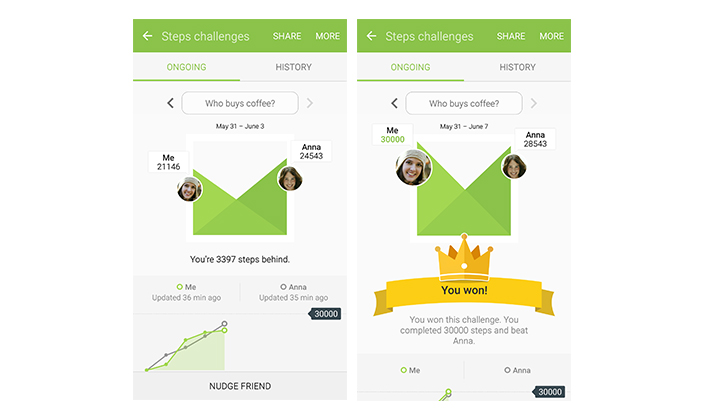 Steps challenges SHARE MORE
ONGOING HISTORY
Who buys coffee?
May 31 – June 3
Me
21146
Anna
24543
You're 3397 steps behind.
Me
Updated 36 min ago
Anna
Updated 35 min ago
30000
NUDGE FRIEND
Steps challenges SHARE MORE
ONGOING HISTORY
Who buys coffee?
May 31 – June 7
Me
30000
Anna
28543
You won!
You won this challenge. You
completed 30000 steps and beat
Anna.
Me
Anna
30000